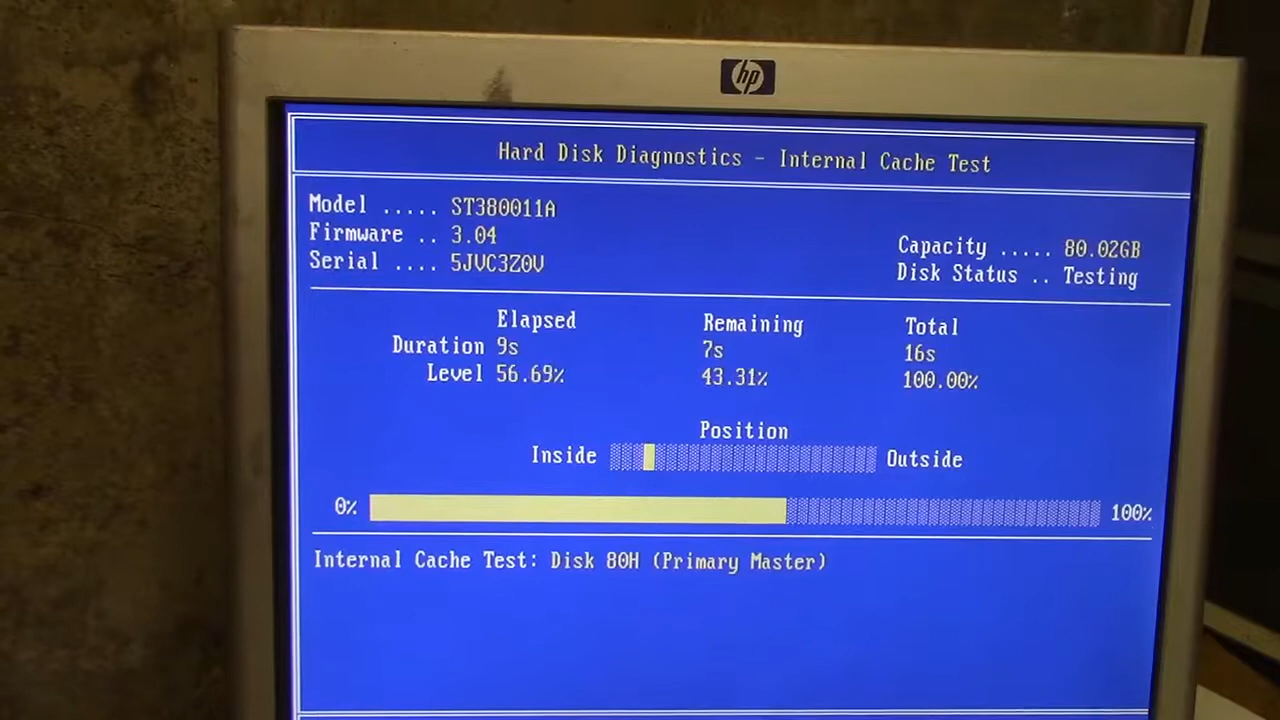 hp
Hard Disk Diagnostics - Internal Cache Test
Model ..... ST380011A
Firmware .. 3.04
Serial .... 5JVC3Z0V
Capacity ..... 80.02GB
Disk Status .. Testing
Elapsed Remaining Total
Duration 9s 7s 16s
Level 56.69% 43.31% 100.00%
Position
Inside Outside
0% 100%
Internal Cache Test: Disk 80H (Primary Master)